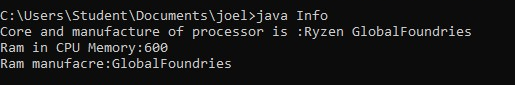 C:\Users\Student\Documents\joel>java Info
Core and manufacture of processor is :Ryzen GlobalFoundries
Ram in CPU Memory:600
Ram manufacre:GlobalFoundries